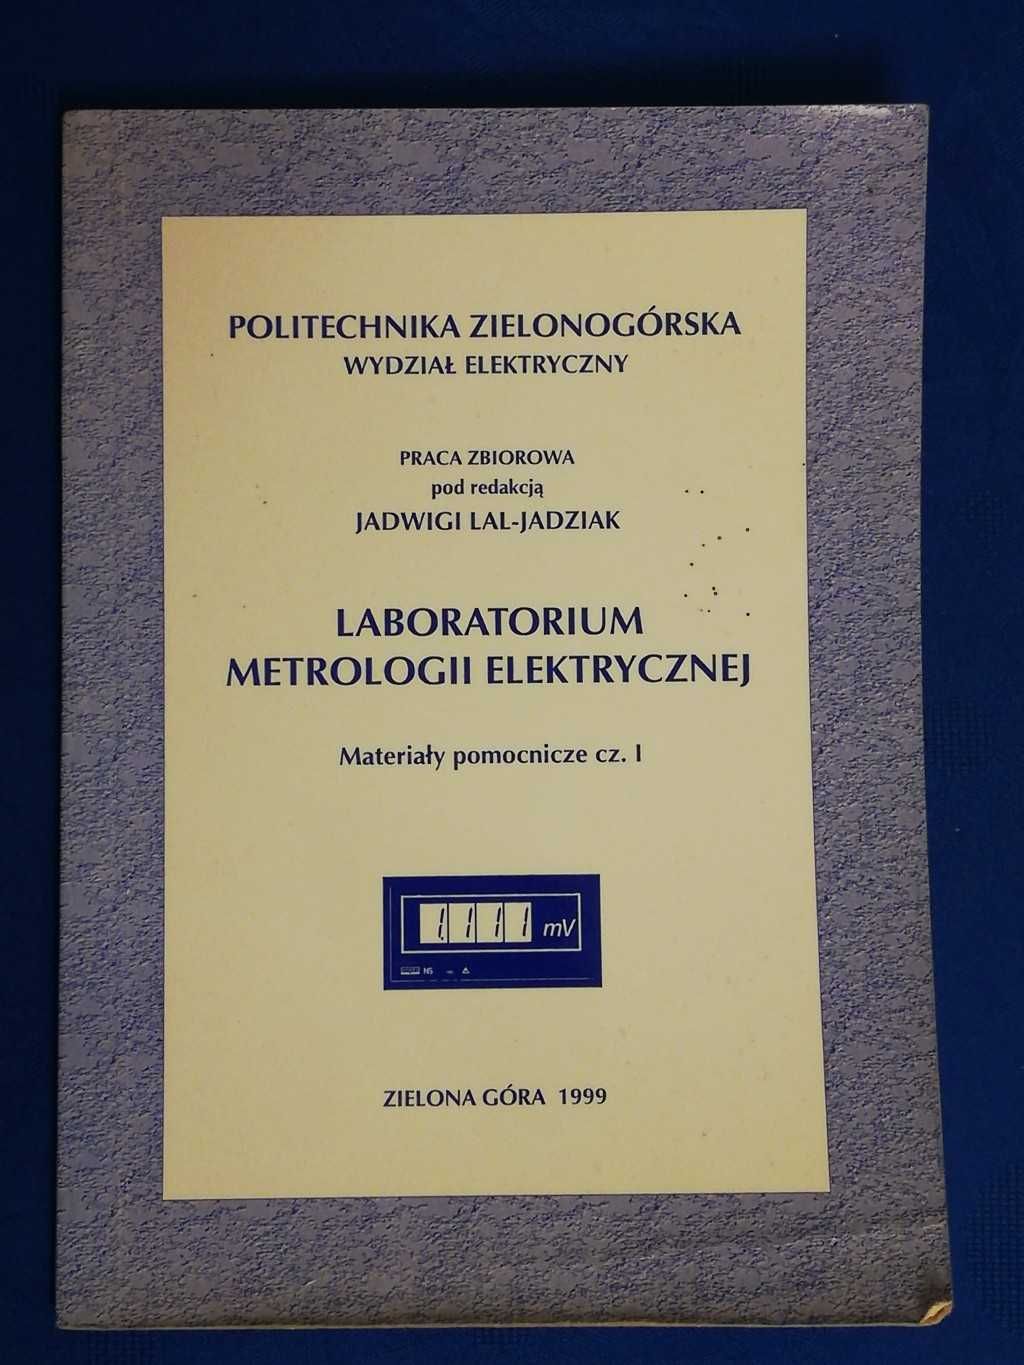 POLITECHNIKA ZIELONOGÓRSKA
WYDZIAŁ ELEKTRYCZNY
PRACA ZBIOROWA
pod redakcją
JADWIGI LAL-JADZIAK
LABORATORIUM
METROLOGII ELEKTRYCZNEJ
Materiały pomocnicze cz. I
1.111 mV
NS
ZIELONA GÓRA 1999